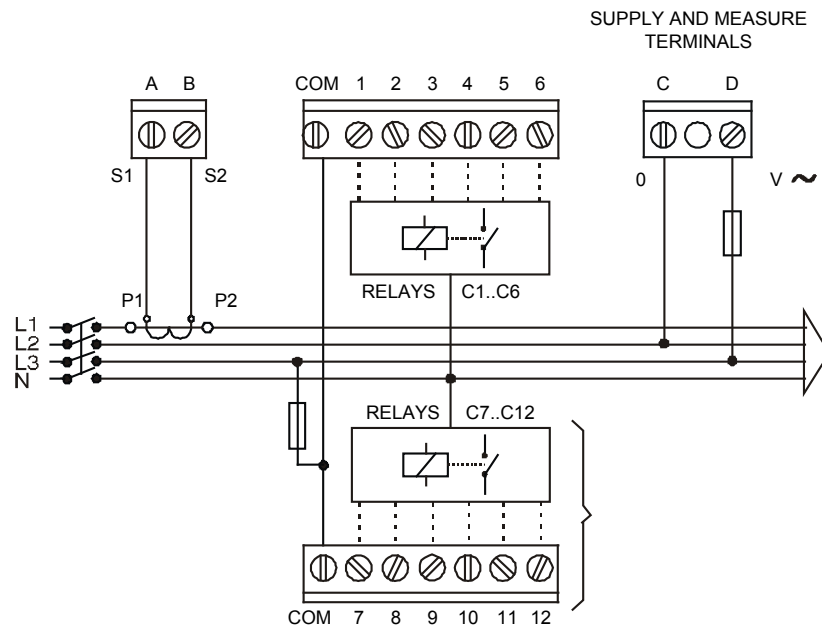 SUPPLY AND MEASURE
TERMINALS
A B
COM 1 2 3 4 5 6
C D
S1 S2
0 V ~
P1 P2
RELAYS C1..C6
L1
L2
L3
N
RELAYS C7..C12
COM 7 8 9 10 11 12